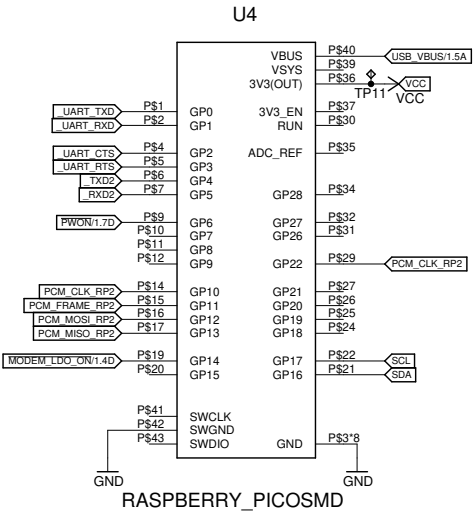 U4
P$40 VBUS USB_VBUS/1.5A
P$39 VSYS
P$36 3V3(OUT) VCC
TP11 VCC
_UART_TXD P$1 GP0 3V3_EN P$37
_UART_RXD P$2 GP1 RUN P$30
_UART_CTS P$4 GP2 ADC_REF P$35
_UART_RTS P$5 GP3
_TXD2 P$6 GP4
_RXD2 P$7 GP5 GP28 P$34
PWON/1.7D P$9 GP6 GP27 P$32
P$10 GP7 GP26 P$31
P$11 GP8
P$12 GP9 GP22 P$29 PCM_CLK_RP2
PCM_CLK_RP2 P$14 GP10 GP21 P$27
PCM_FRAME_RP2 P$15 GP11 GP20 P$26
PCM_MOSI_RP2 P$16 GP12 GP19 P$25
PCM_MISO_RP2 P$17 GP13 GP18 P$24
MODEM_LDO_ON/1.4D P$19 GP14 GP17 P$22 SCL
P$20 GP15 GP16 P$21 SDA
P$41 SWCLK
P$42 SWGND
P$43 SWDIO GND P$3*8
GND GND
RASPBERRY_PICOSMD